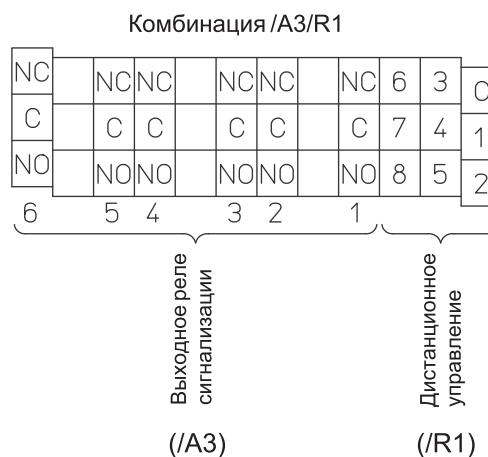 Комбинация /A3/R1
NC NC NC NC NC NC 6 3 0
C C C C C C 7 4 1
NO NO NO NO NO NO 8 5 2
6 5 4 3 2 1
Выходное реле
сигнализации
Дистанционное
управление
(/A3) (/R1)